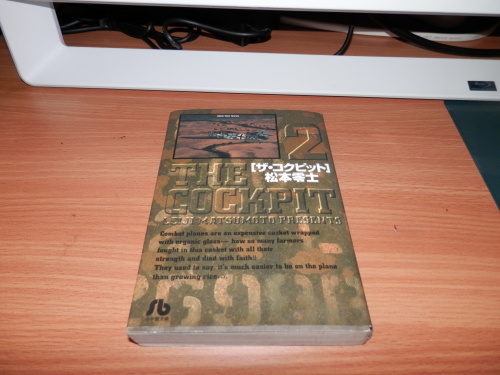 2
[ザ・コクピット]
松本零士
THE
COCKPIT
LEIJI MATSUMOTO PRESENTS
Combat planes are an expensive casket wrapped
with organic glass— how so many farmers
fought in this casket with all their
strength and died with faith!!
They used to say, it's much easier to be on the plane
than growing rice